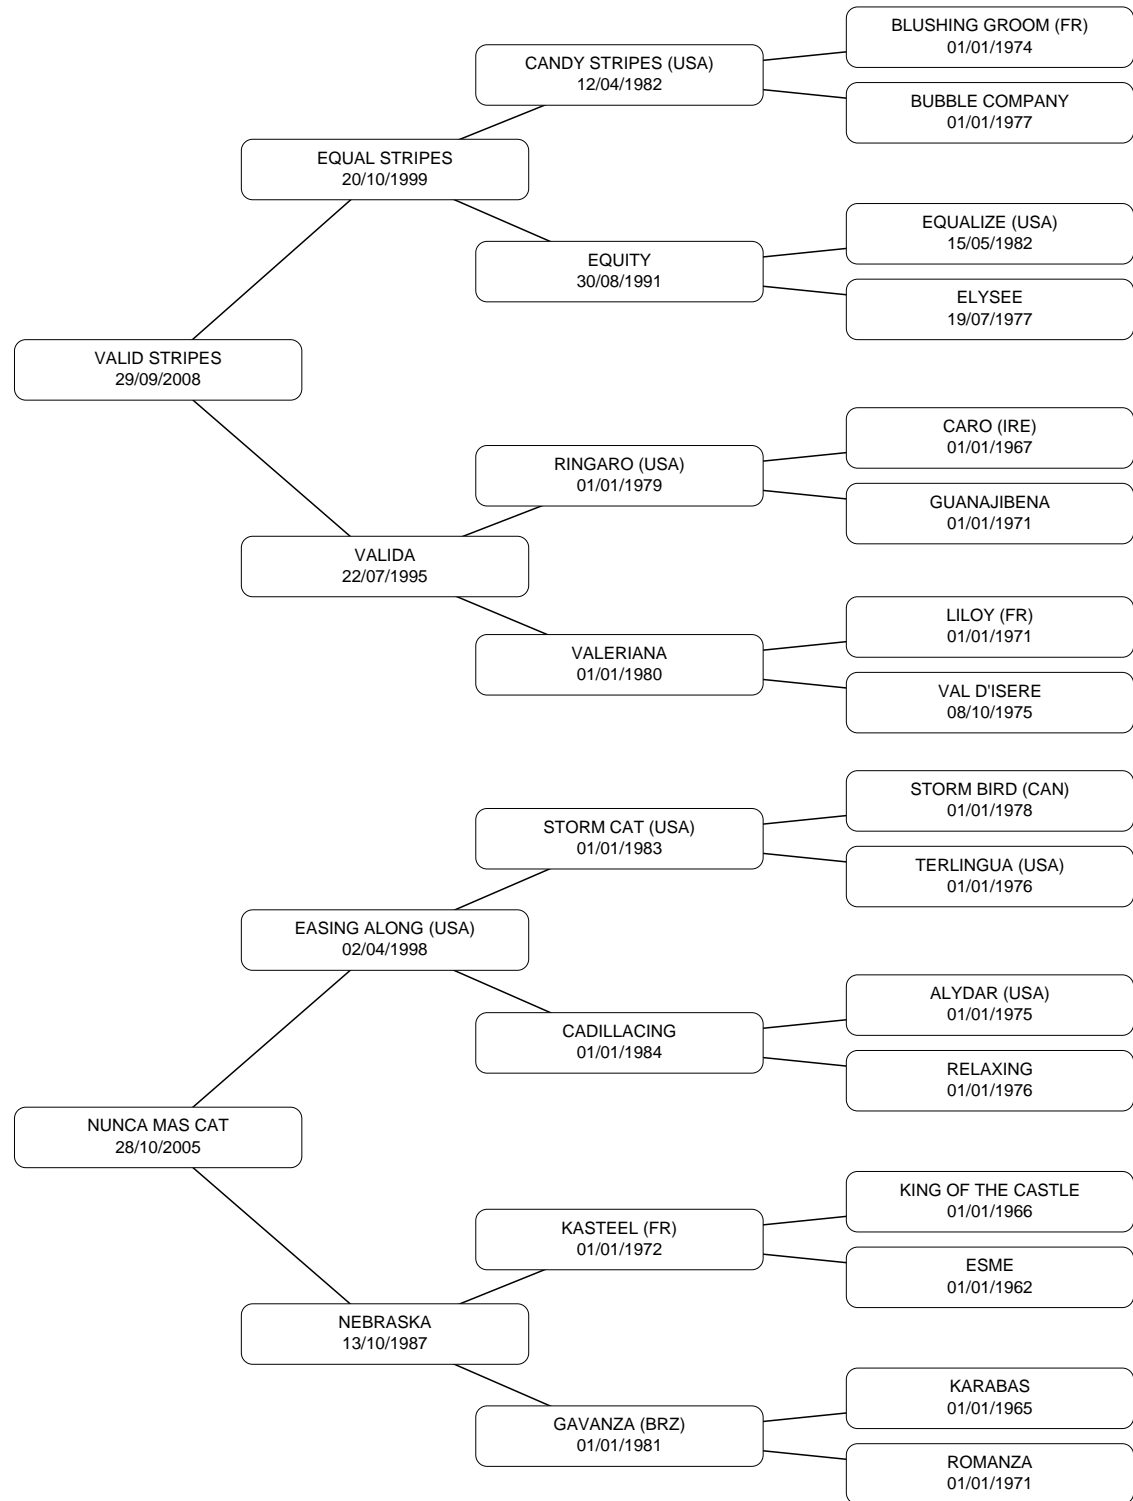 BLUSHING GROOM (FR)
01/01/1974
CANDY STRIPES (USA)
12/04/1982
BUBBLE COMPANY
01/01/1977
EQUAL STRIPES
20/10/1999
EQUALIZE (USA)
15/05/1982
EQUITY
30/08/1991
ELYSEE
19/07/1977
VALID STRIPES
29/09/2008
CARO (IRE)
01/01/1967
RINGARO (USA)
01/01/1979
GUANAJIBENA
01/01/1971
VALIDA
22/07/1995
LILOY (FR)
01/01/1971
VALERIANA
01/01/1980
VAL D'ISERE
08/10/1975
STORM BIRD (CAN)
01/01/1978
STORM CAT (USA)
01/01/1983
TERLINGUA (USA)
01/01/1976
EASING ALONG (USA)
02/04/1998
ALYDAR (USA)
01/01/1975
CADILLACING
01/01/1984
RELAXING
01/01/1976
NUNCA MAS CAT
28/10/2005
KING OF THE CASTLE
01/01/1966
KASTEEL (FR)
01/01/1972
ESME
01/01/1962
NEBRASKA
13/10/1987
KARABAS
01/01/1965
GAVANZA (BRZ)
01/01/1981
ROMANZA
01/01/1971